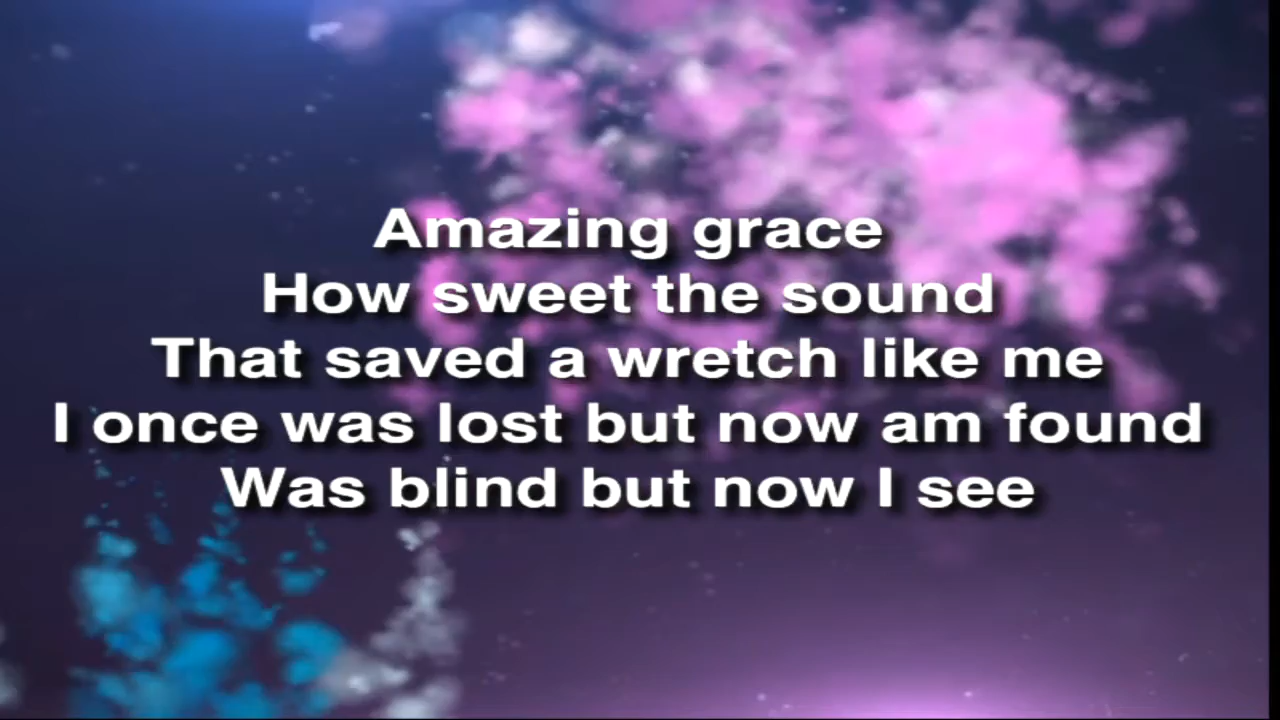 Amazing grace
How sweet the sound
That saved a wretch like me
I once was lost but now am found
Was blind but now I see